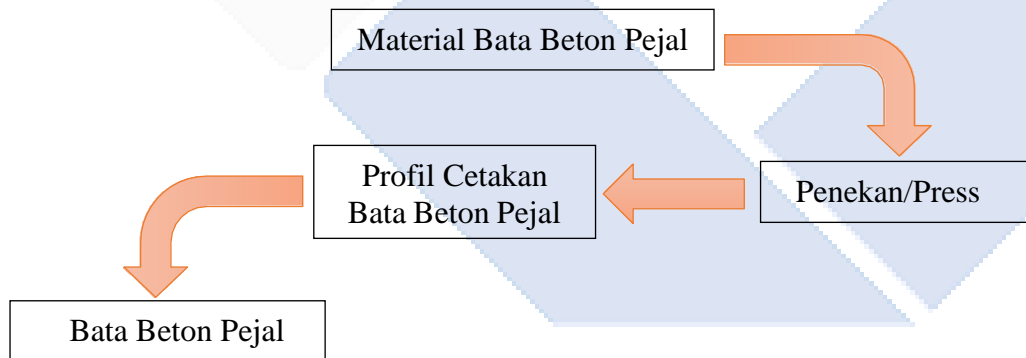 Material Bata Beton Pejal
Penekan/Press
Profil Cetakan
Bata Beton Pejal
Bata Beton Pejal